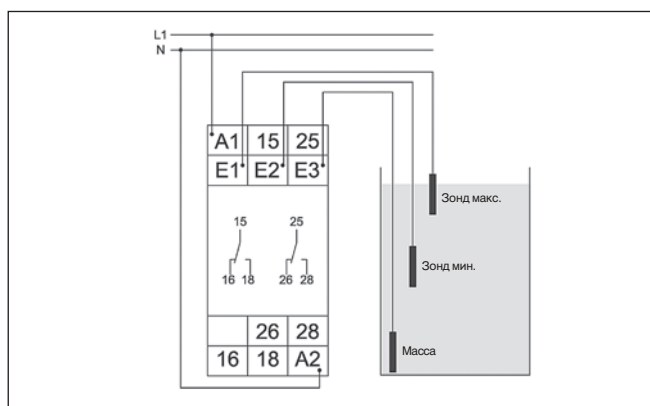 L1
N
A1 15 25
E1 E2 E3
Зонд макс.
15 25
Зонд мин.
16 18 26 28
26 28
Масса
16 18 A2